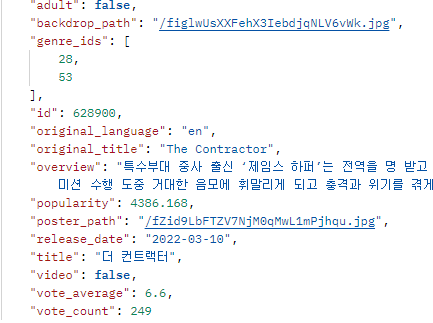 "adult": false,
"backdrop_path": "/figlwUsXXFehX3IebdjqNLV6vWk.jpg",
"genre_ids": [
28,
53
],
"id": 628900,
"original_language": "en",
"original_title": "The Contractor",
"overview": "특수부대 중사 출신 ‘제임스 하퍼’는 전역을 명 받고
미션 수행 도중 거대한 음모에 휘말리게 되고 충격과 위기를 겪게
"popularity": 4386.168,
"poster_path": "/fZid9LbFTZV7NjM0qMwL1mPjhqu.jpg",
"release_date": "2022-03-10",
"title": "더 컨트랙터",
"video": false,
"vote_average": 6.6,
"vote_count": 249